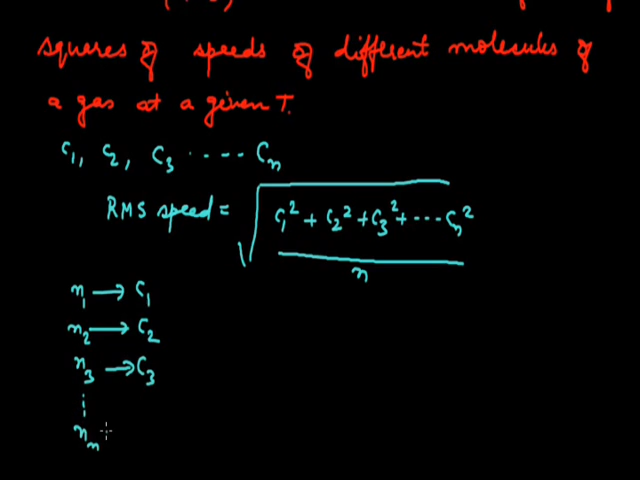 squares of speeds of different molecules of
a gas at a given T.
C₁, C₂, C₃ ..... Cₙ
RMS speed = √((C₁² + C₂² + C₃² + ... Cₙ²) / n)
n₁ → C₁
n₂ → C₂
n₃ → C₃
⋮
nₙ